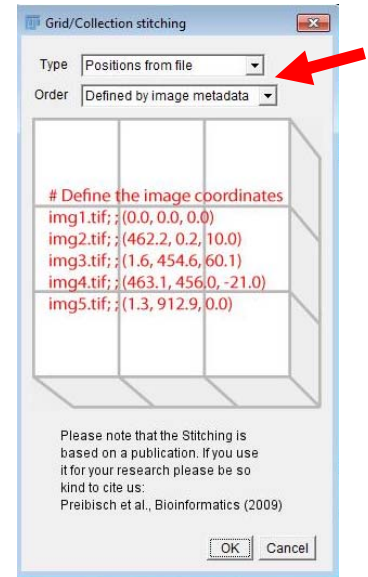 Grid/Collection stitching
Type Positions from file
Order Defined by image metadata
# Define the image coordinates
img1.tif; ; (0.0, 0.0, 0.0)
img2.tif; ; (462.2, 0.2, 10.0)
img3.tif; ; (1.6, 454.6, 60.1)
img4.tif; ; (463.1, 456.0, -21.0)
img5.tif; ; (1.3, 912.9, 0.0)
Please note that the Stitching is
based on a publication. If you use
it for your research please be so
kind to cite us:
Preibisch et al., Bioinformatics (2009)
OK Cancel